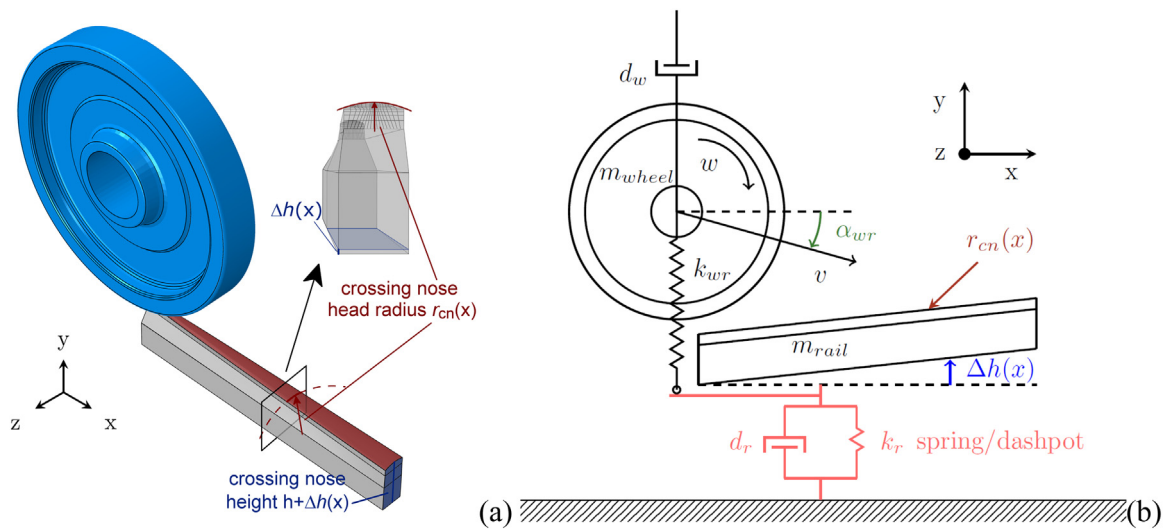 Δh(x)
crossing nose
head radius r_cn(x)
y
z
x
crossing nose
height h+Δh(x)
(a)
d_w
m_wheel
w
α_wr
k_wr
v
y
z
x
r_cn(x)
m_rail
Δh(x)
d_r
k_r spring/dashpot
(b)